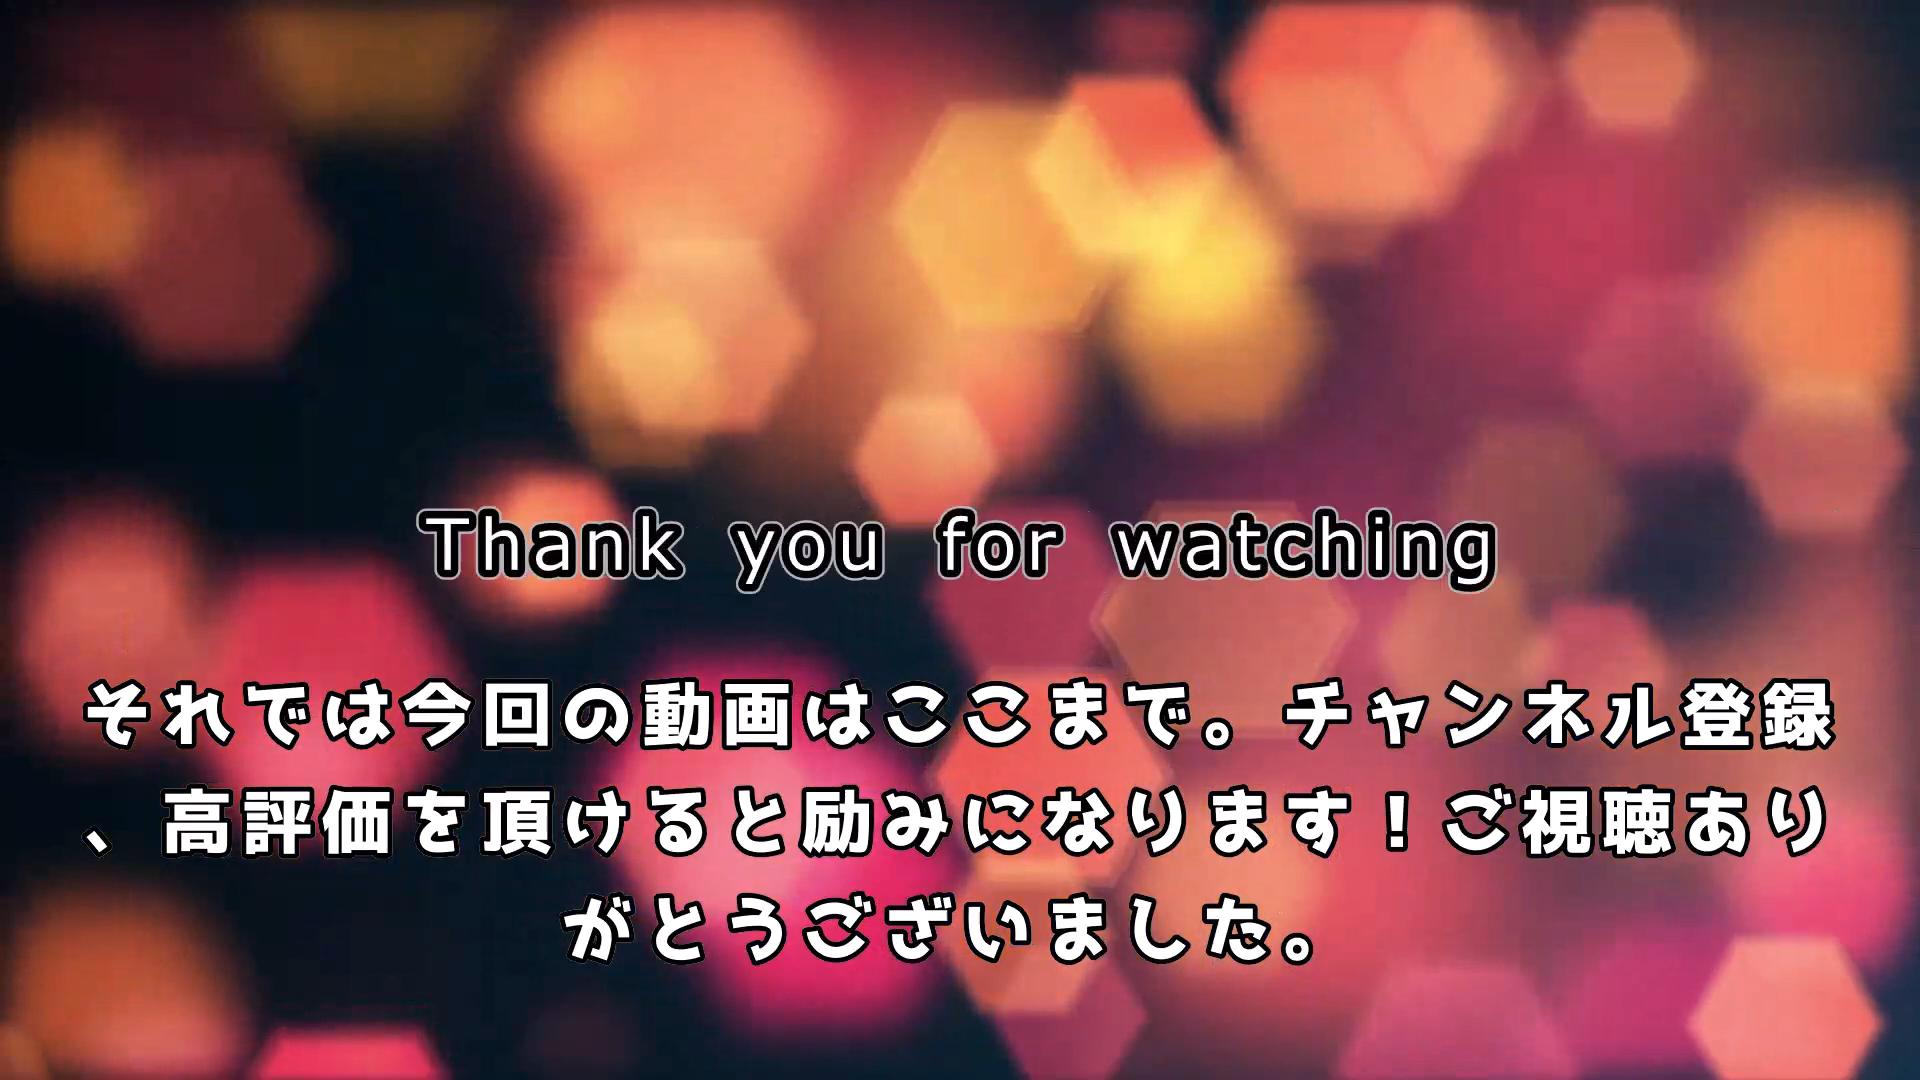 Thank you for watching
それでは今回の動画はここまで。チャンネル登録
、高評価を頂けると励みになります！ご視聴あり
がとうございました。